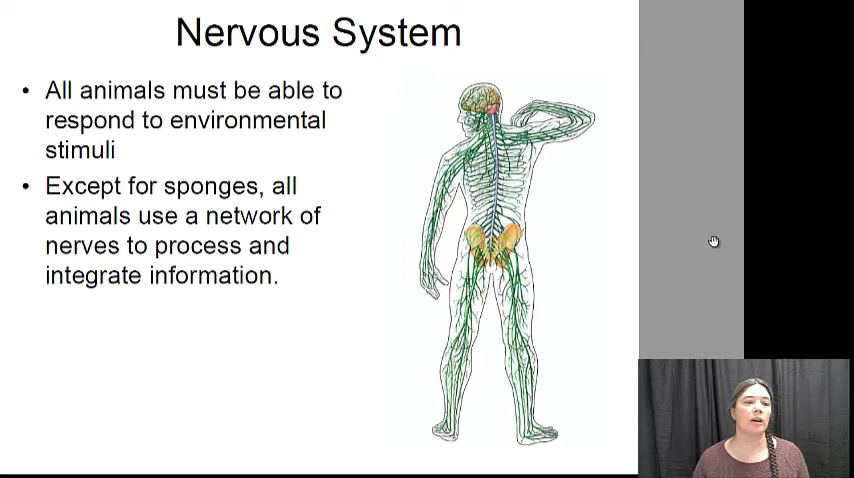 Nervous System
• All animals must be able to
respond to environmental
stimuli
• Except for sponges, all
animals use a network of
nerves to process and
integrate information.